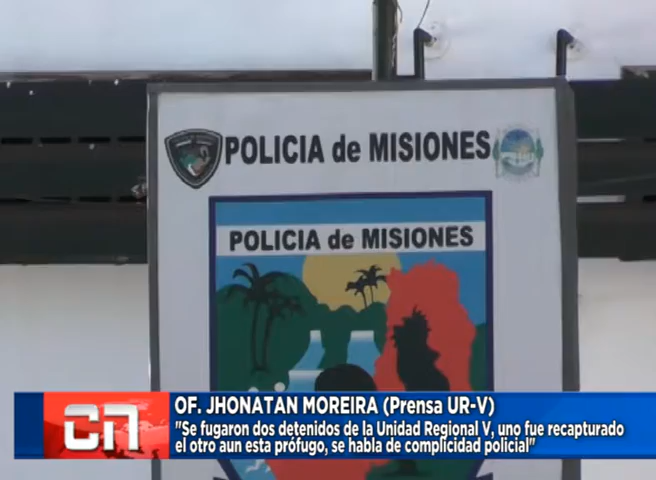 POLICIA de MISIONES
POLICIA de MISIONES
CN
OF. JHONATAN MOREIRA (Prensa UR-V)
"Se fugaron dos detenidos de la Unidad Regional V, uno fue recapturado
el otro aun esta prófugo, se habla de complicidad policial"